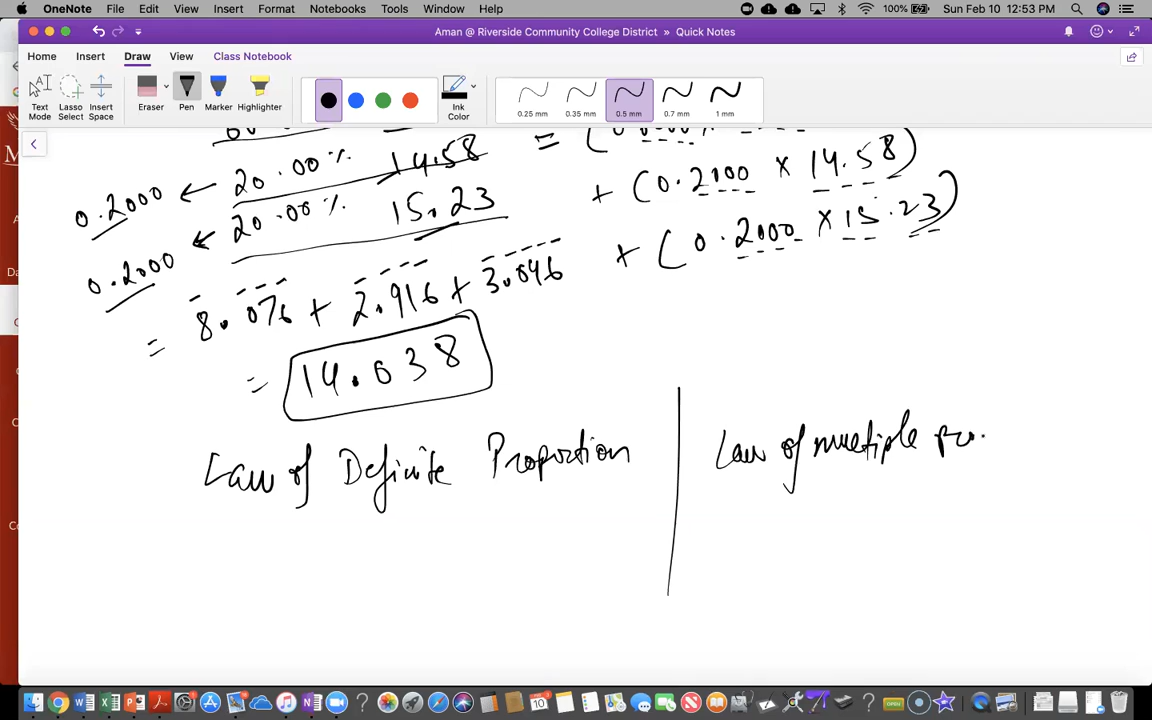 OneNote File Edit View Insert Format Notebooks Tools Window Help 100% Sun Feb 10 12:53 PM
Aman @ Riverside Community College District › Quick Notes
Home Insert Draw View Class Notebook
Text Mode Lasso Select Insert Space Eraser Pen Marker Highlighter Ink Color 0.25 mm 0.35 mm 0.5 mm 0.7 mm 1 mm
0.2000 ← 20.00% 14.58 + (0.2000 × 14.58)
0.2000 ← 20.00% 15.23 + (0.2000 × 15.23)
= 8.076 + 2.916 + 3.046
= 14.038
Law of Definite Proportion
Law of multiple pro